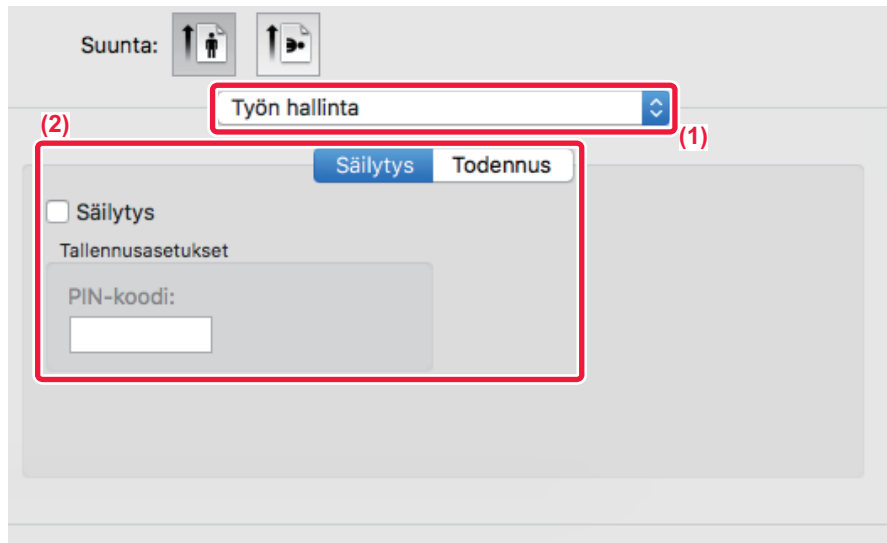 Suunta:
Työn hallinta
(1)
(2)
Säilytys Todennus
Säilytys
Tallennusasetukset
PIN-koodi: